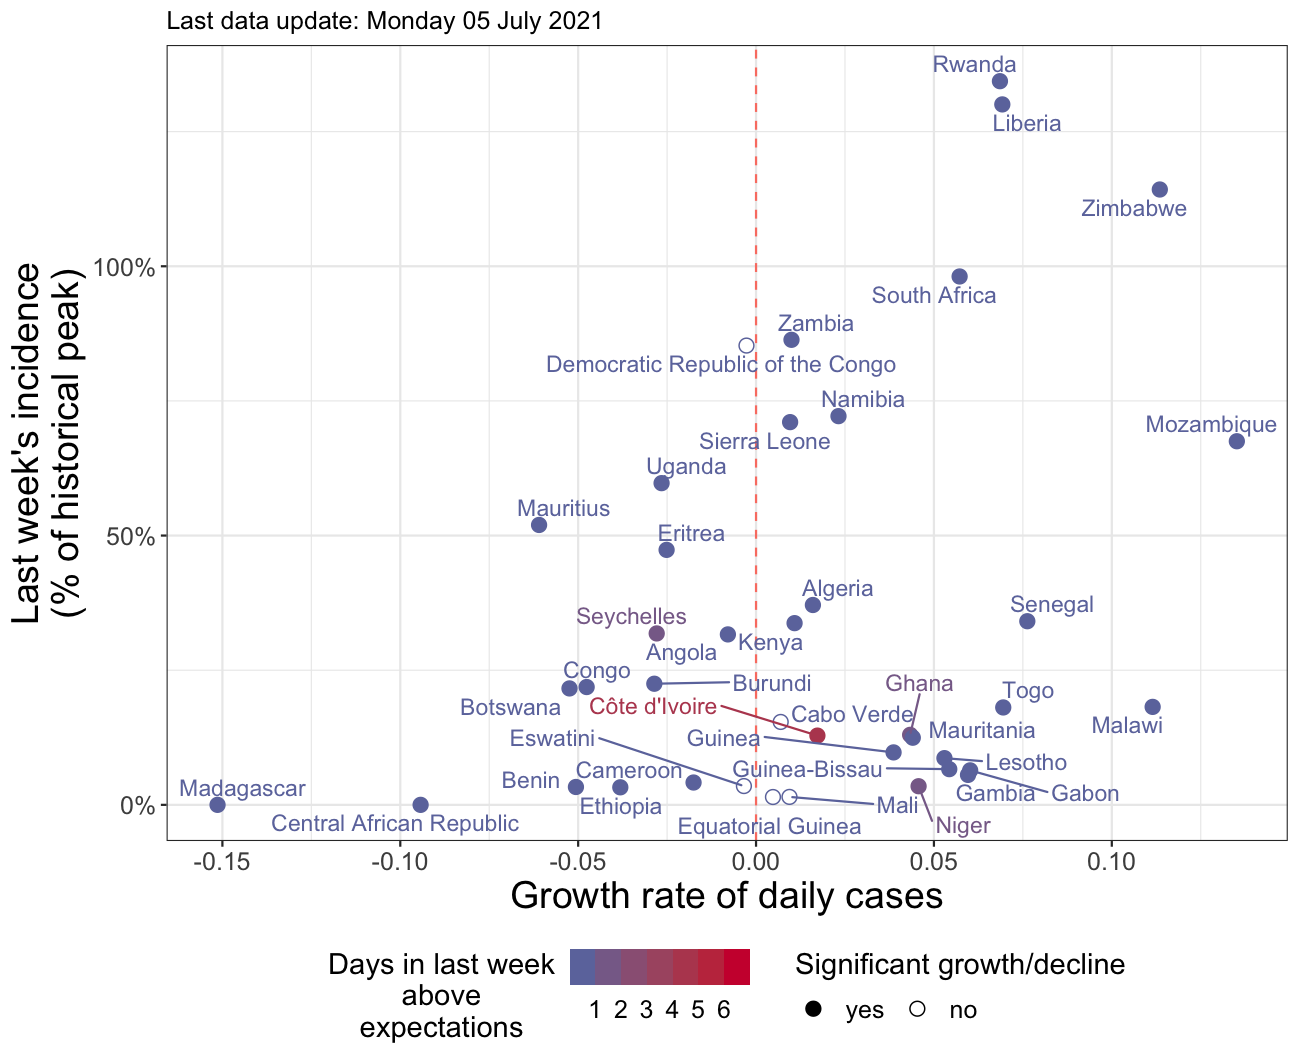 Last data update: Monday 05 July 2021
Rwanda
Liberia
Zimbabwe
100%
South Africa
Zambia
Democratic Republic of the Congo
Namibia
Mozambique
Sierra Leone
Uganda
Mauritius
50%
Eritrea
Algeria
Senegal
Seychelles
Kenya
Angola
Congo
Burundi
Ghana
Togo
Botswana
Côte d'Ivoire
Cabo Verde
Malawi
Mauritania
Eswatini
Guinea
Lesotho
Guinea-Bissau
Cameroon
Benin
Madagascar
Gambia
Gabon
0%
Ethiopia
Mali
Central African Republic
Equatorial Guinea
Niger
Last week's incidence
(% of historical peak)
-0.15
-0.10
-0.05
0.00
0.05
0.10
Growth rate of daily cases
Days in last week
above
expectations
1 2 3 4 5 6
Significant growth/decline
yes
no